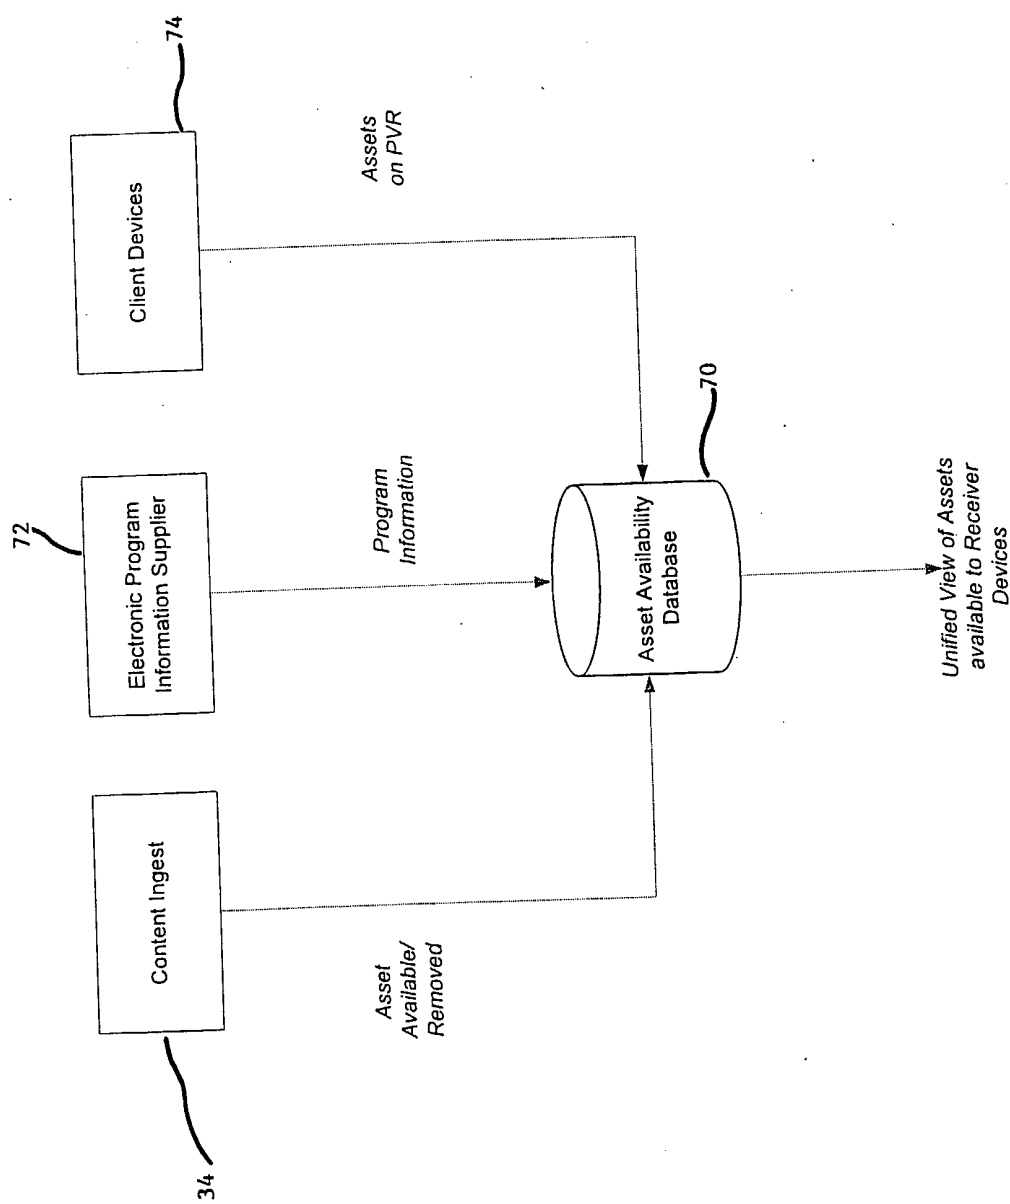 34
Content Ingest
72
Electronic Program
Information Supplier
74
Client Devices
Asset
Available/
Removed
Program
Information
Assets
on PVR
70
Asset Availability
Database
Unified View of Assets
available to Receiver
Devices